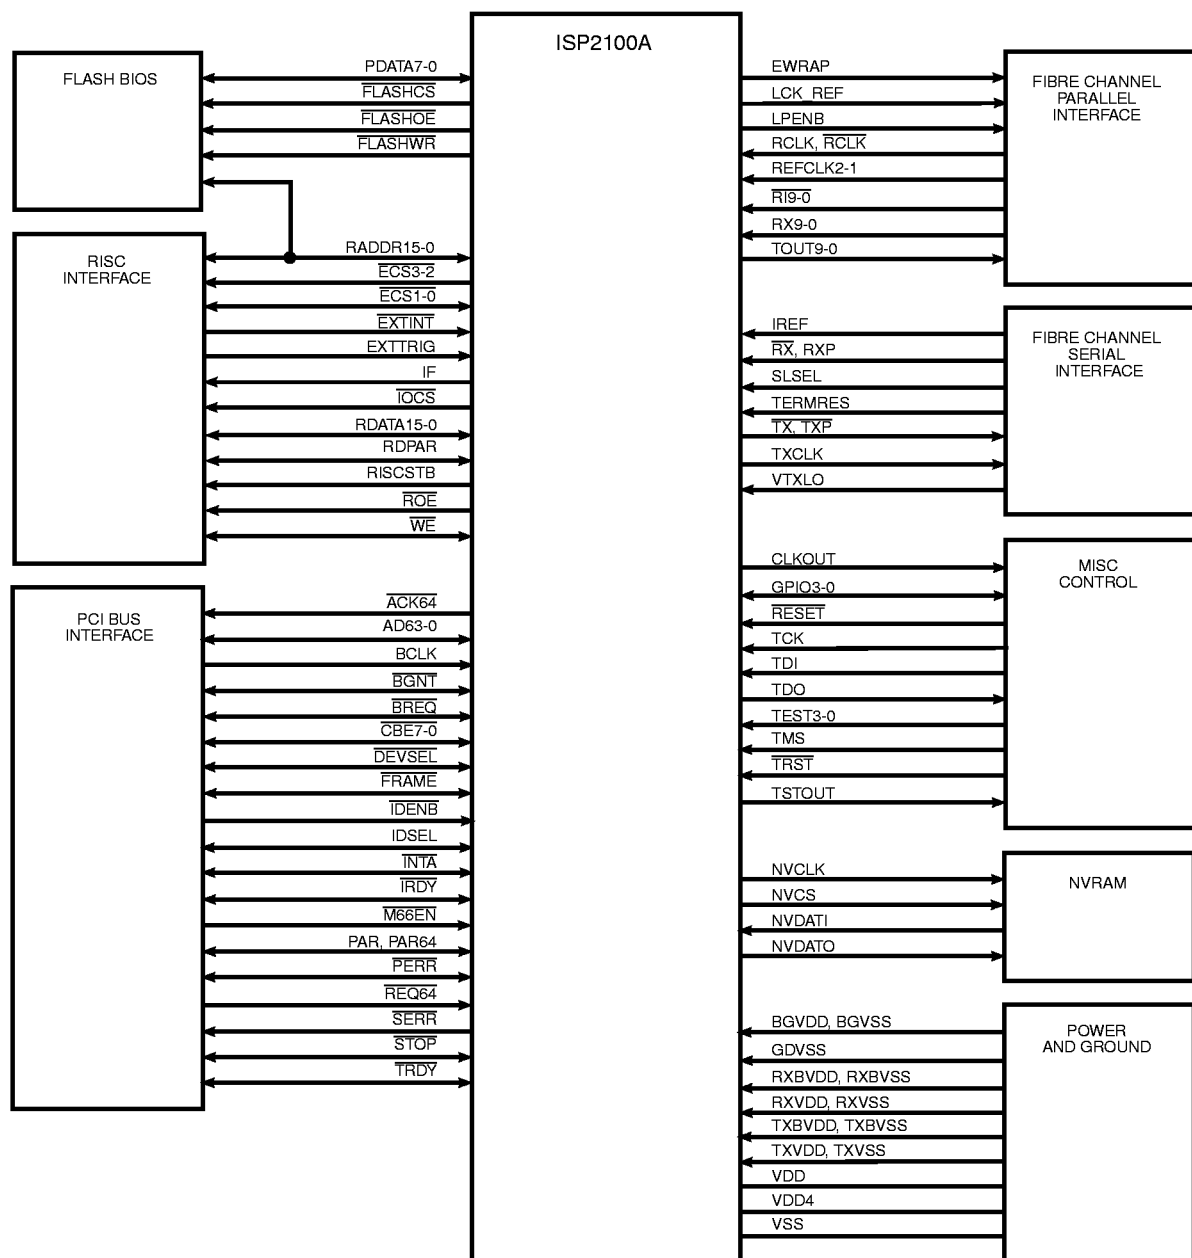 ISP2100A
FLASH BIOS
PDATA7-0
FLASHCS
FLASHOE
FLASHWR
RISC
INTERFACE
RADDR15-0
ECS3-2
ECS1-0
EXTINT
EXTTRIG
IF
IOCS
RDATA15-0
RDPAR
RISCSTB
ROE
WE
PCI BUS
INTERFACE
ACK64
AD63-0
BCLK
BGNT
BREQ
CBE7-0
DEVSEL
FRAME
IDENB
IDSEL
INTA
IRDY
M66EN
PAR, PAR64
PERR
REQ64
SERR
STOP
TRDY
EWRAP
LCK_REF
LPENB
RCLK, RCLK
REFCLK2-1
RI9-0
RX9-0
TOUT9-0
FIBRE CHANNEL
PARALLEL
INTERFACE
IREF
RX, RXP
SLSEL
TERMRES
TX, TXP
TXCLK
VTXLO
FIBRE CHANNEL
SERIAL
INTERFACE
CLKOUT
GPIO3-0
RESET
TCK
TDI
TDO
TEST3-0
TMS
TRST
TSTOUT
MISC
CONTROL
NVCLK
NVCS
NVDATI
NVDATO
NVRAM
BGVDD, BGVSS
GDVSS
RXBVDD, RXBVSS
RXVDD, RXVSS
TXBVDD, TXBVSS
TXVDD, TXVSS
VDD
VDD4
VSS
POWER
AND GROUND